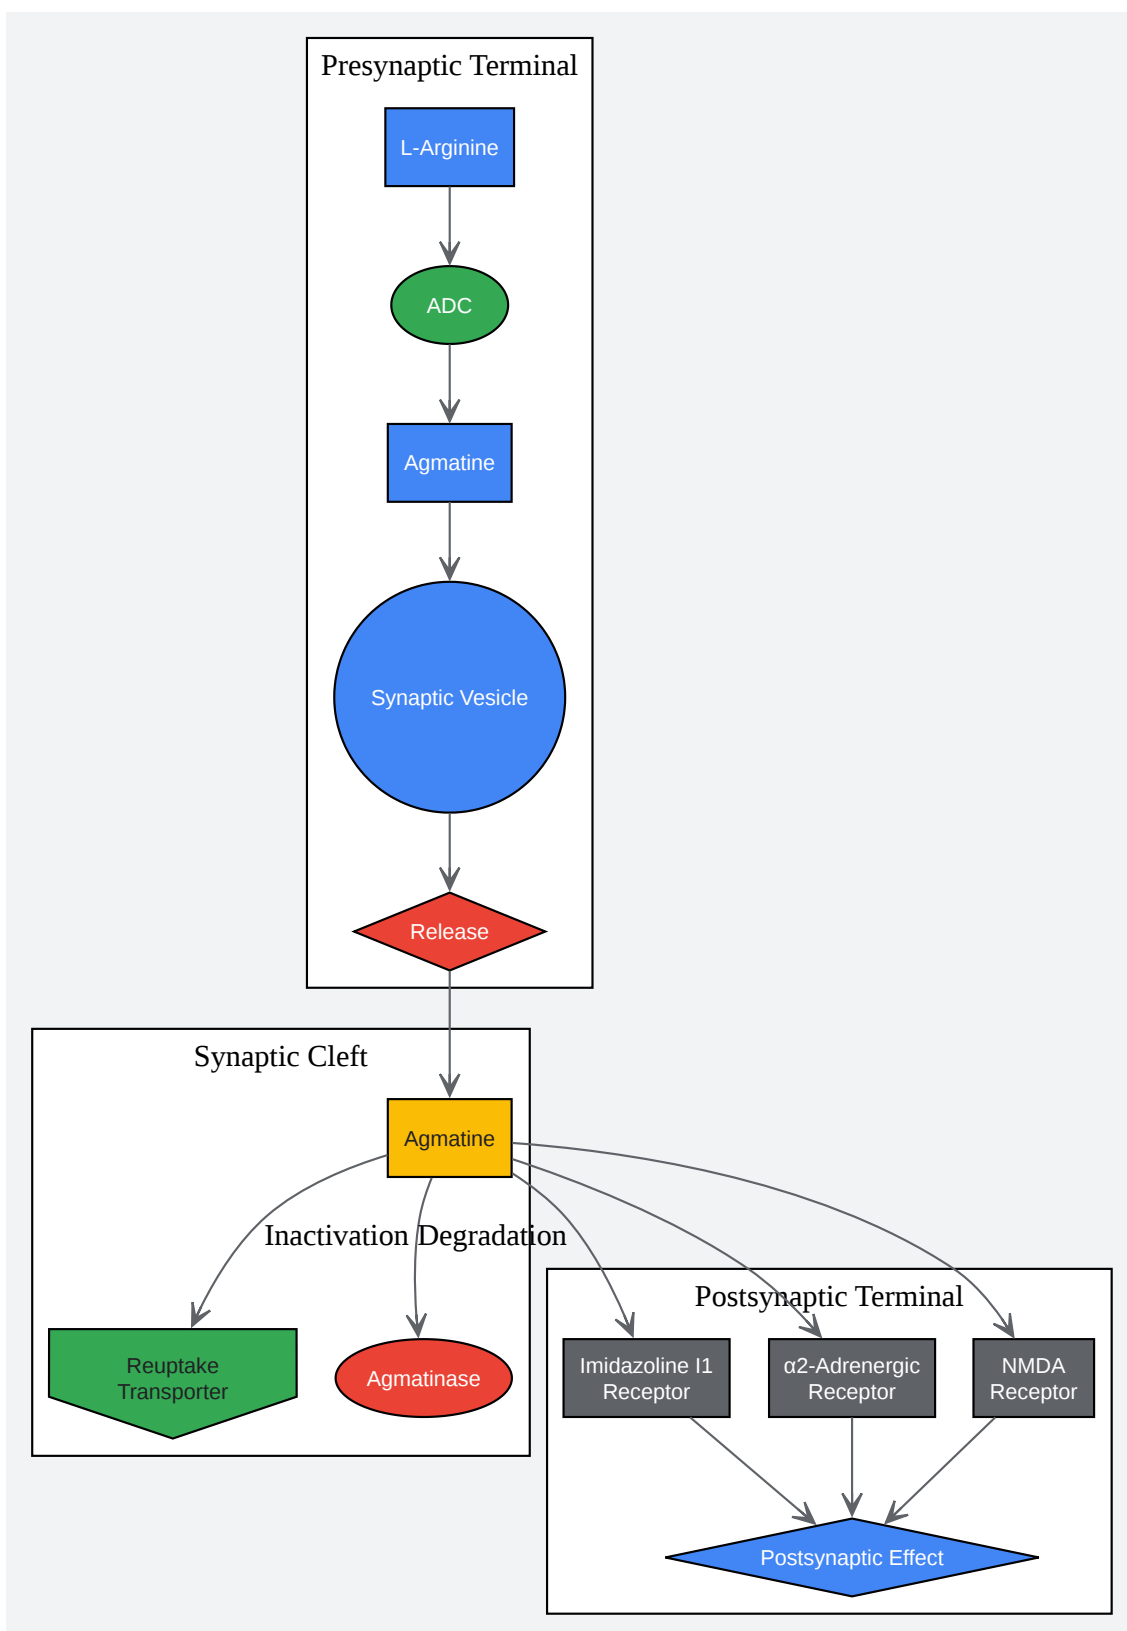 Presynaptic Terminal
L-Arginine
ADC
Agmatine
Synaptic Vesicle
Release
Synaptic Cleft
Agmatine
Inactivation
Degradation
Reuptake
Transporter
Agmatinase
Postsynaptic Terminal
Imidazoline I1
Receptor
α2-Adrenergic
Receptor
NMDA
Receptor
Postsynaptic Effect